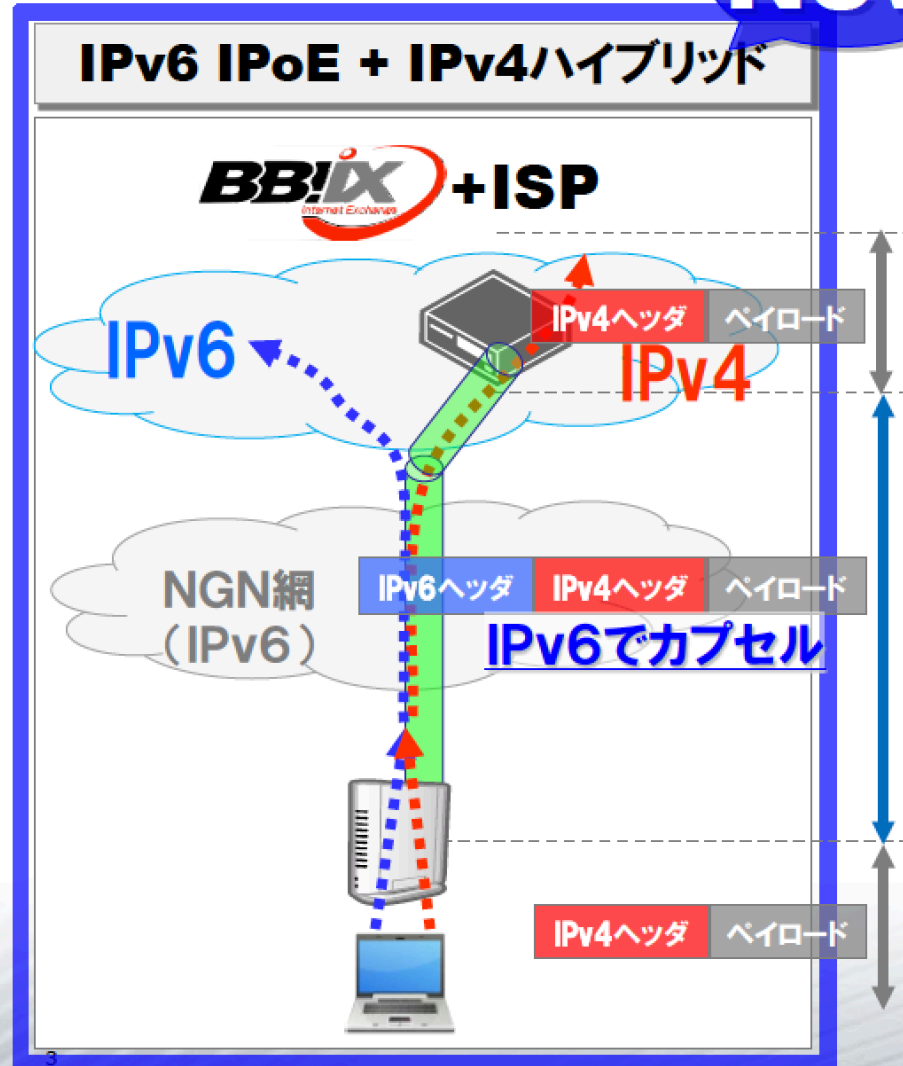 IPv6 IPoE + IPv4ハイブリッド
BB!X +ISP
Internet Exchange
IPv4ヘッダ ペイロード
IPv6
IPv4
NGN網
（IPv6）
IPv6ヘッダ IPv4ヘッダ ペイロード
IPv6でカプセル
IPv4ヘッダ ペイロード
3